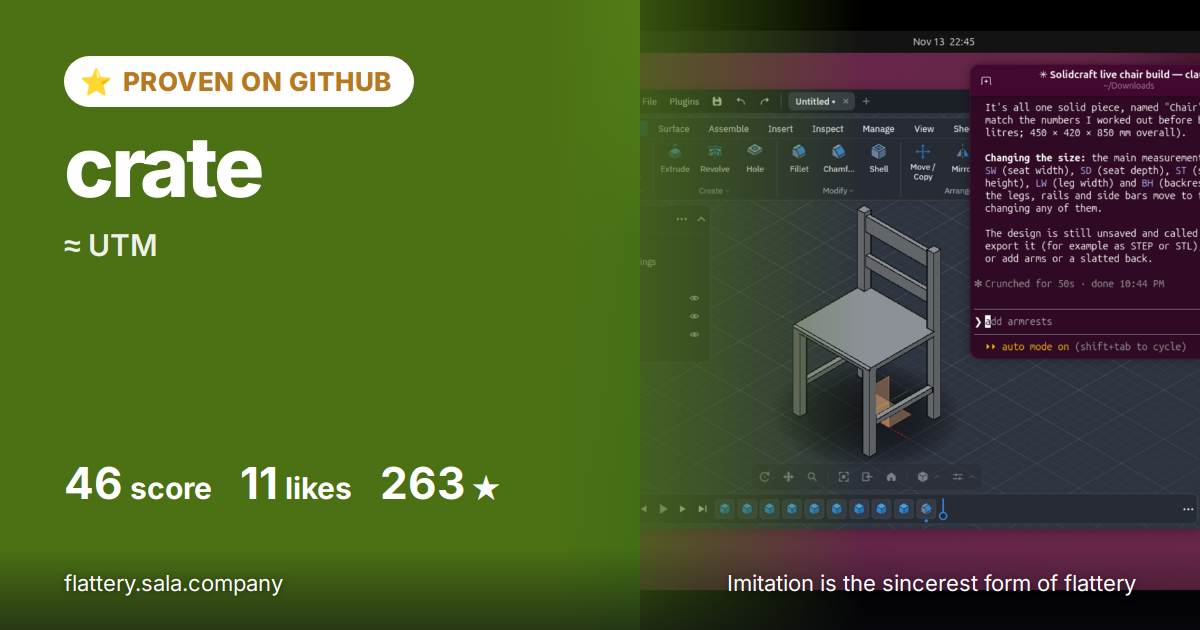 ⭐ PROVEN ON GITHUB
crate
≈ UTM
46 score 11 likes 263 ★
flattery.sala.company
Nov 13 22:45
File Plugins Untitled • × +
Surface Assemble Insert Inspect Manage View
Extrude Revolve Hole Fillet Chamf... Shell Move / Copy
Create Modify
✳ Solidcraft live chair build —
~/Downloads
It's all one solid piece, named "Chair"
match the numbers I worked out before
litres; 450 × 420 × 850 mm overall).
Changing the size: the main measurement
SW (seat width), SD (seat depth), ST
height), LW (leg width) and BH
the legs, rails and side bars move to
changing any of them.
The design is still unsaved and called
export it (for example as STEP or STL)
or add arms or a slatted back.
✻ Crunched for 50s · done 10:44 PM
❯ add armrests
⏵⏵ auto mode on (shift+tab to cycle)
Imitation is the sincerest form of flattery